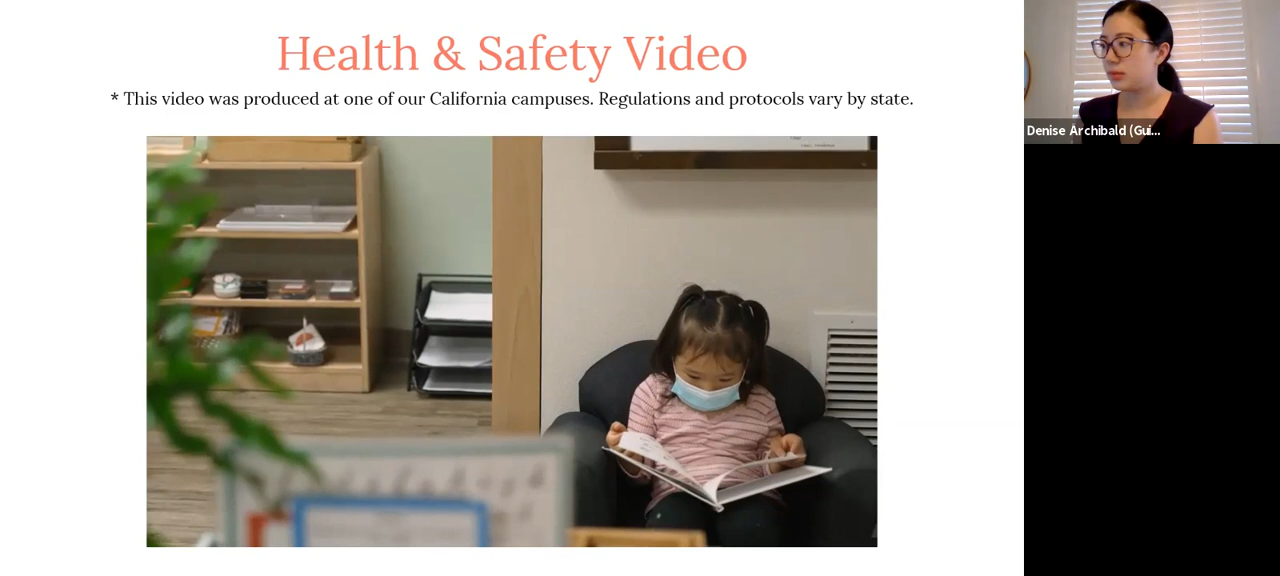 Health & Safety Video
* This video was produced at one of our California campuses. Regulations and protocols vary by state.
Denise Archibald (Gui...